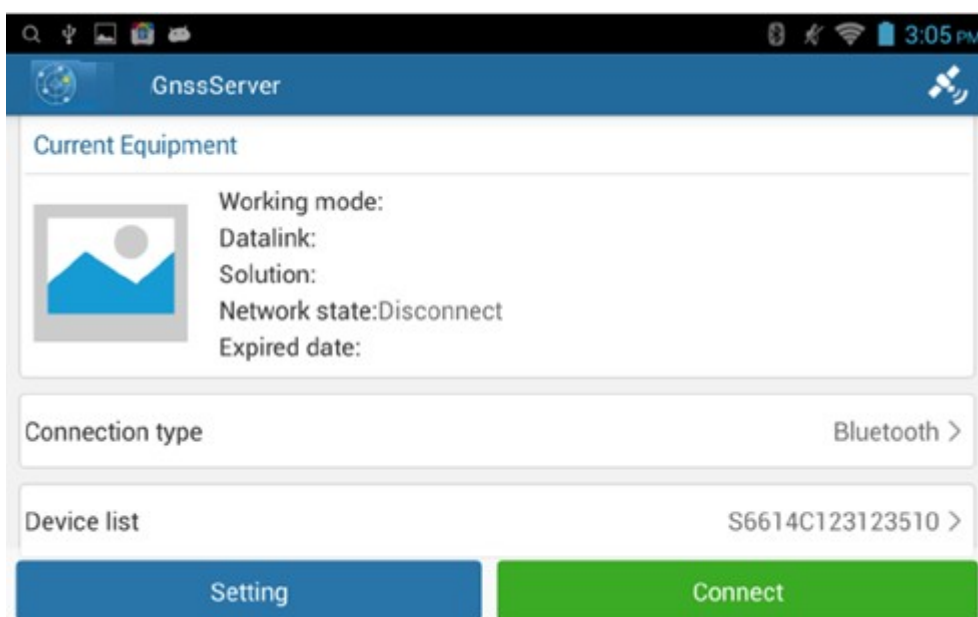 3:05 PM
GnssServer
Current Equipment
Working mode:
Datalink:
Solution:
Network state:Disconnect
Expired date:
Connection type Bluetooth >
Device list S6614C123123510 >
Setting Connect